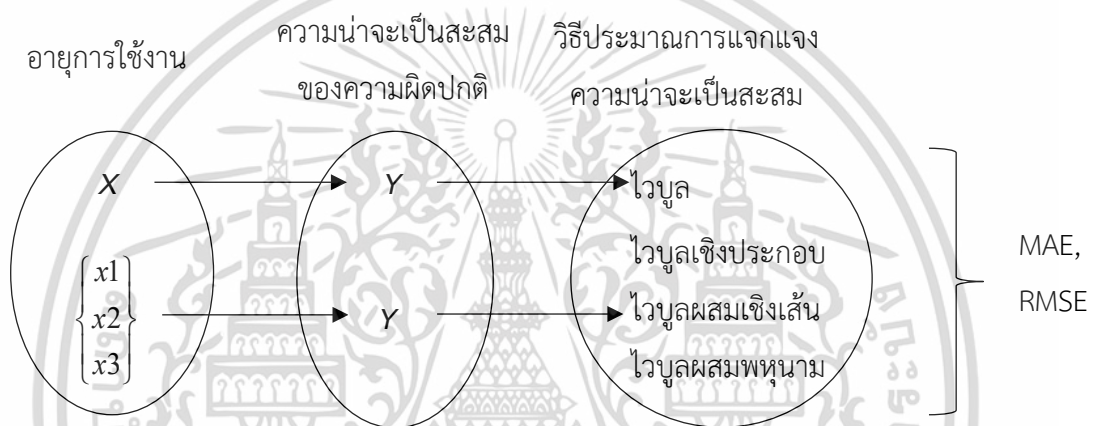 อายุการใช้งาน
ความน่าจะเป็นสะสม
ของความผิดปกติ
วิธีประมาณการแจกแจง
ความน่าจะเป็นสะสม
X
Y
ไวบูล
ไวบูลเชิงประกอบ
x1
x2
x3
Y
ไวบูลผสมเชิงเส้น
ไวบูลผสมพหุนาม
MAE,
RMSE